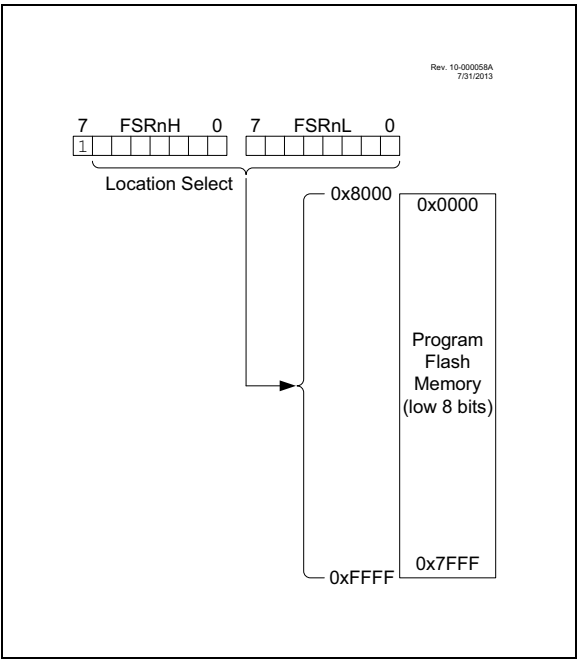 Rev. 10-000058A
7/31/2013
7 FSRnH 0 7 FSRnL 0
1
Location Select
0x8000
0x0000
Program
Flash
Memory
(low 8 bits)
0x7FFF
0xFFFF